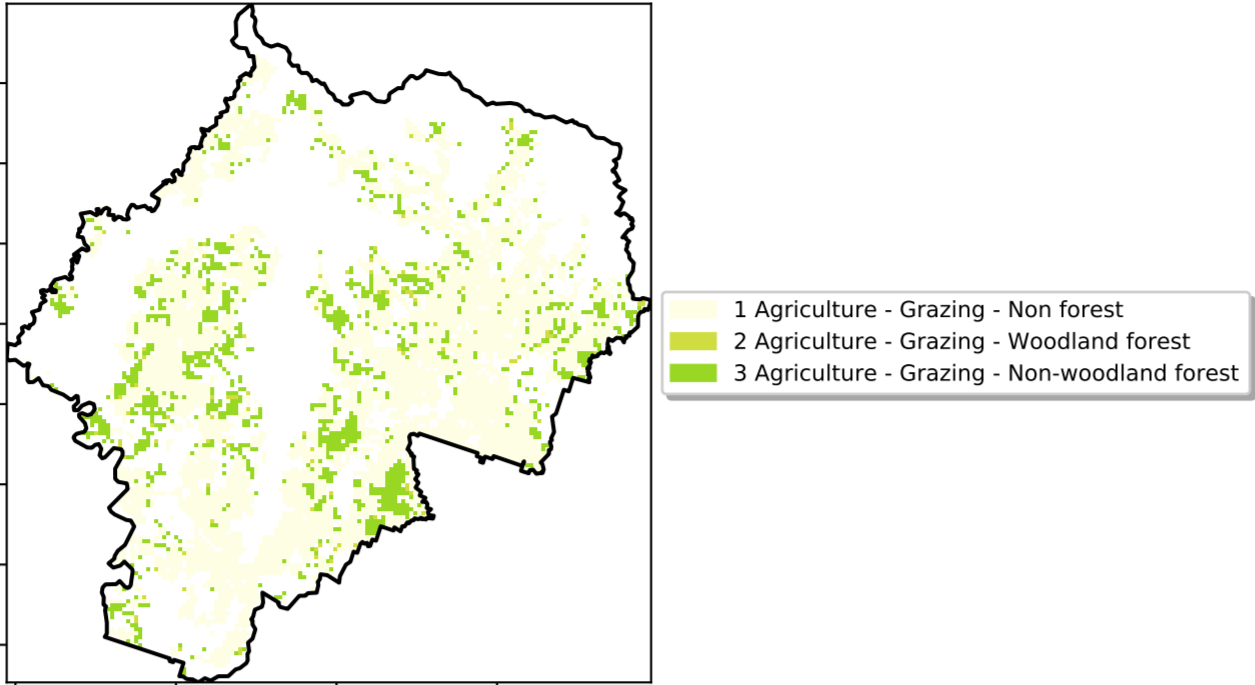 1 Agriculture - Grazing - Non forest
2 Agriculture - Grazing - Woodland forest
3 Agriculture - Grazing - Non-woodland forest